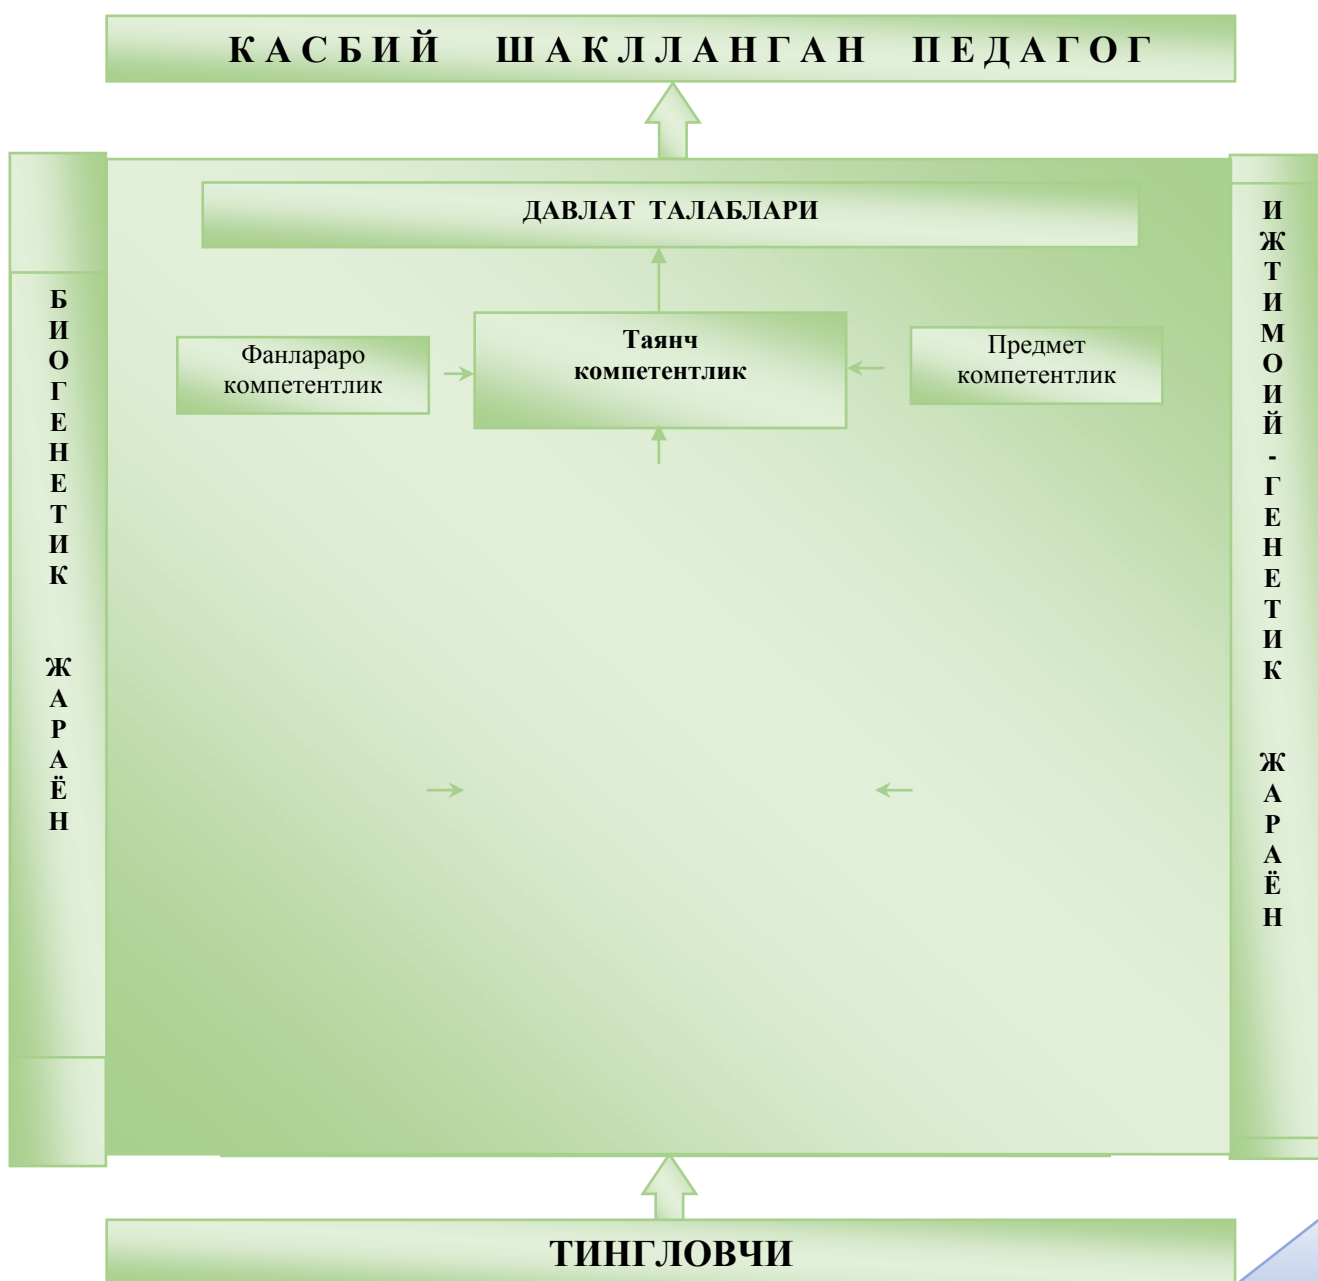 КАСБИЙ ШАКЛЛАНГАН ПЕДАГОГ
ДАВЛАТ ТАЛАБЛАРИ
Фанлараро
компетентлик
Таянч
компетентлик
Предмет
компетентлик
БИОГЕНЕТИК ЖАРАЁН
ИЖТИМОИЙ-ГЕНЕТИК ЖАРАЁН
ТИНГЛОВЧИ